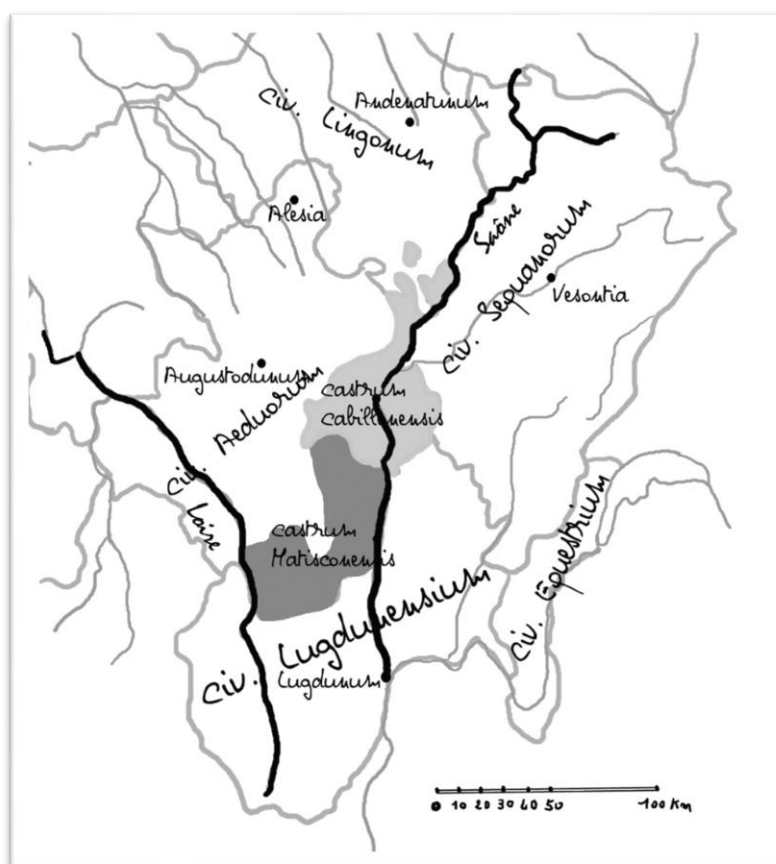 Andenatunum
Civ. Lingonum
Alesia
Saône
Civ. Sequanorum
Vesontia
Augustodunum
Civ. Aeduorum
castrum
Cabillonensis
Loire
castrum
Matisconensis
Civ. Equestrium
Civ. Lugdunensium
Lugdunum
0 10 20 30 40 50 100 Km